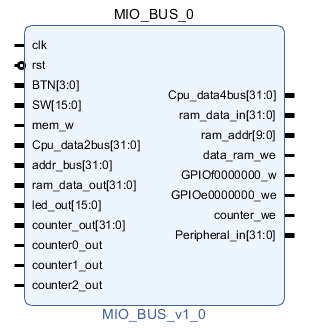 MIO_BUS_0
clk
rst
BTN[3:0]
SW[15:0]
mem_w
Cpu_data2bus[31:0]
addr_bus[31:0]
ram_data_out[31:0]
led_out[15:0]
counter_out[31:0]
counter0_out
counter1_out
counter2_out
Cpu_data4bus[31:0]
ram_data_in[31:0]
ram_addr[9:0]
data_ram_we
GPIOf0000000_w
GPIOe0000000_we
counter_we
Peripheral_in[31:0]
MIO_BUS_v1_0